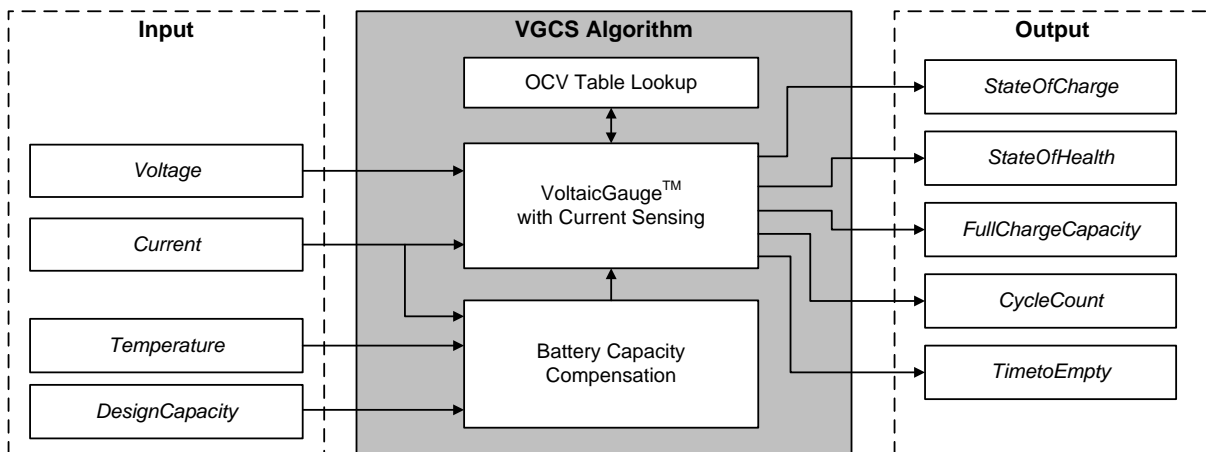 Input
VGCS Algorithm
Output
OCV Table Lookup
StateOfCharge
Voltage
VoltaicGauge™
with Current Sensing
StateOfHealth
Current
FullChargeCapacity
CycleCount
Temperature
Battery Capacity
Compensation
TimetoEmpty
DesignCapacity